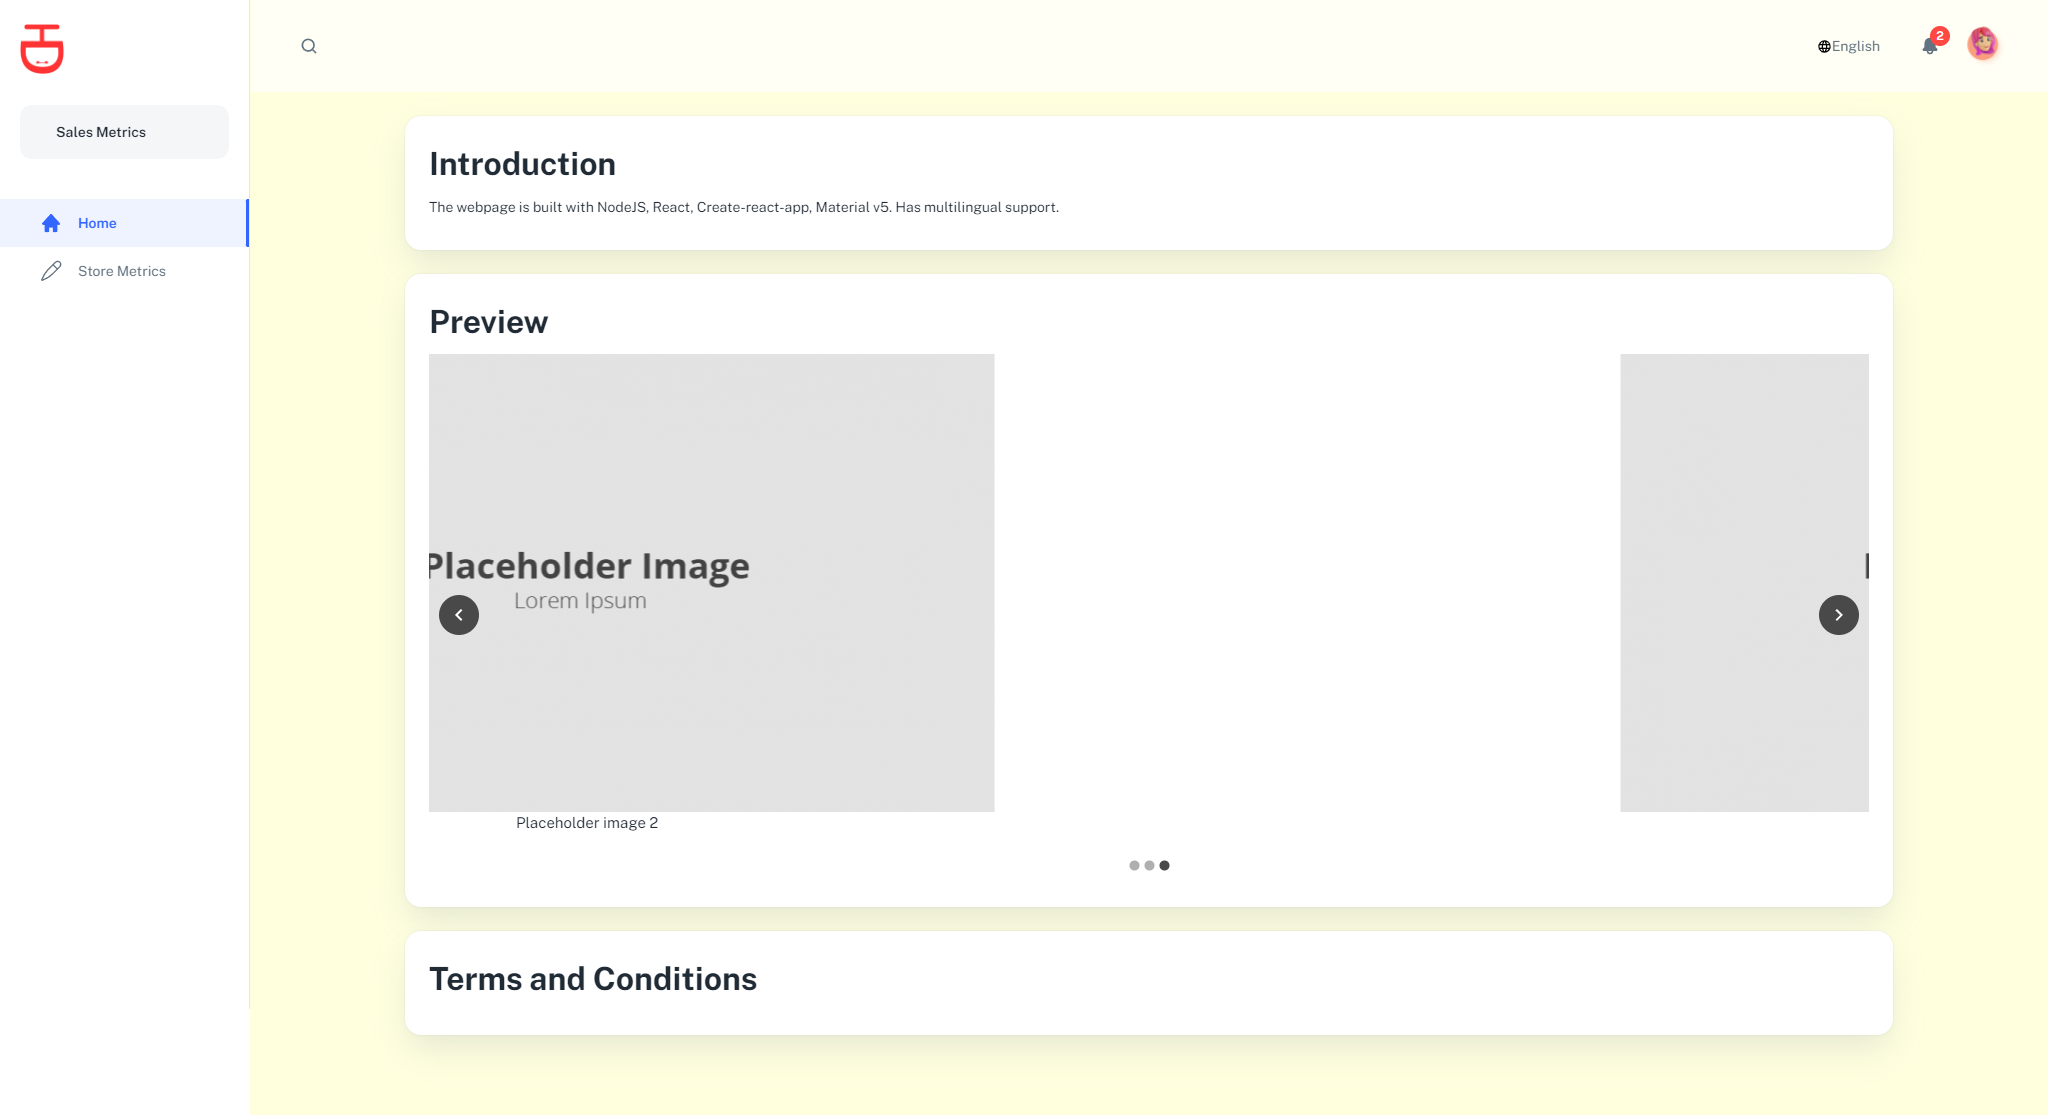 English
2
Sales Metrics
Home
Store Metrics
Introduction
The webpage is built with NodeJS, React, Create-react-app, Material v5. Has multilingual support.
Preview
Placeholder Image
Lorem Ipsum
Placeholder image 2
Terms and Conditions